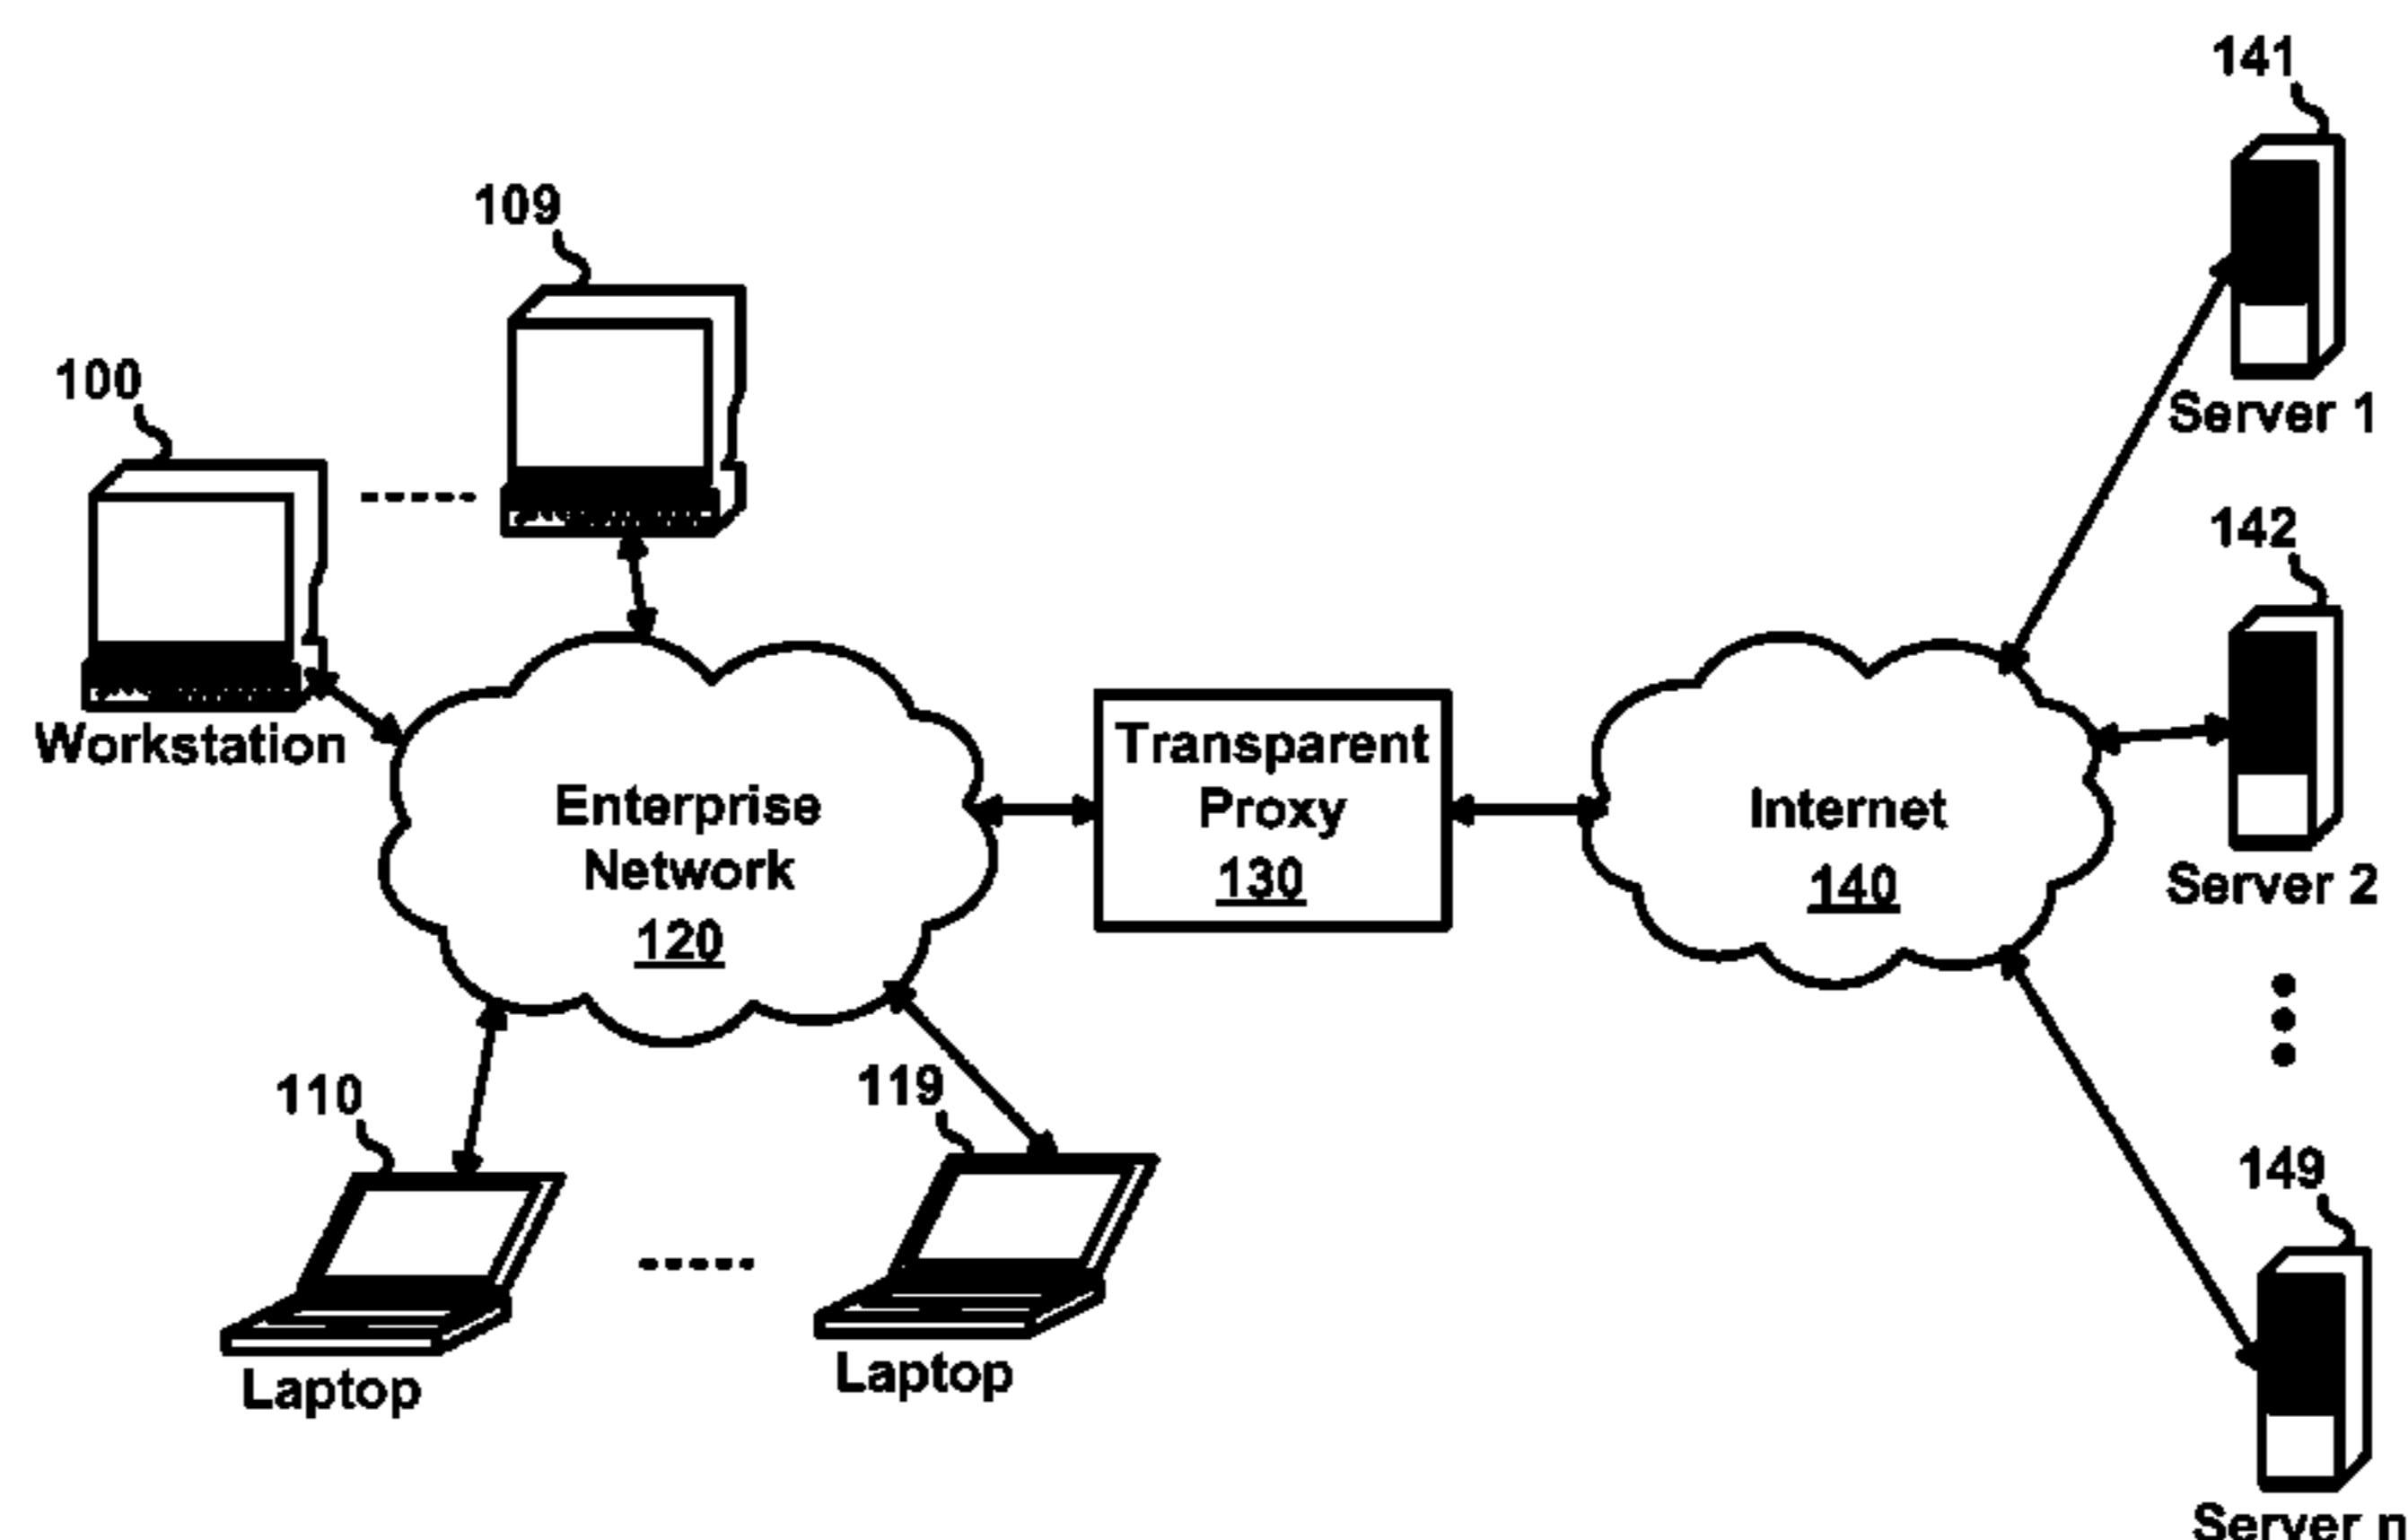 141
109
100
Server 1
142
Workstation
Enterprise
Network
120
Transparent
Proxy
130
Internet
140
Server 2
110
119
149
Laptop
Laptop
Server n